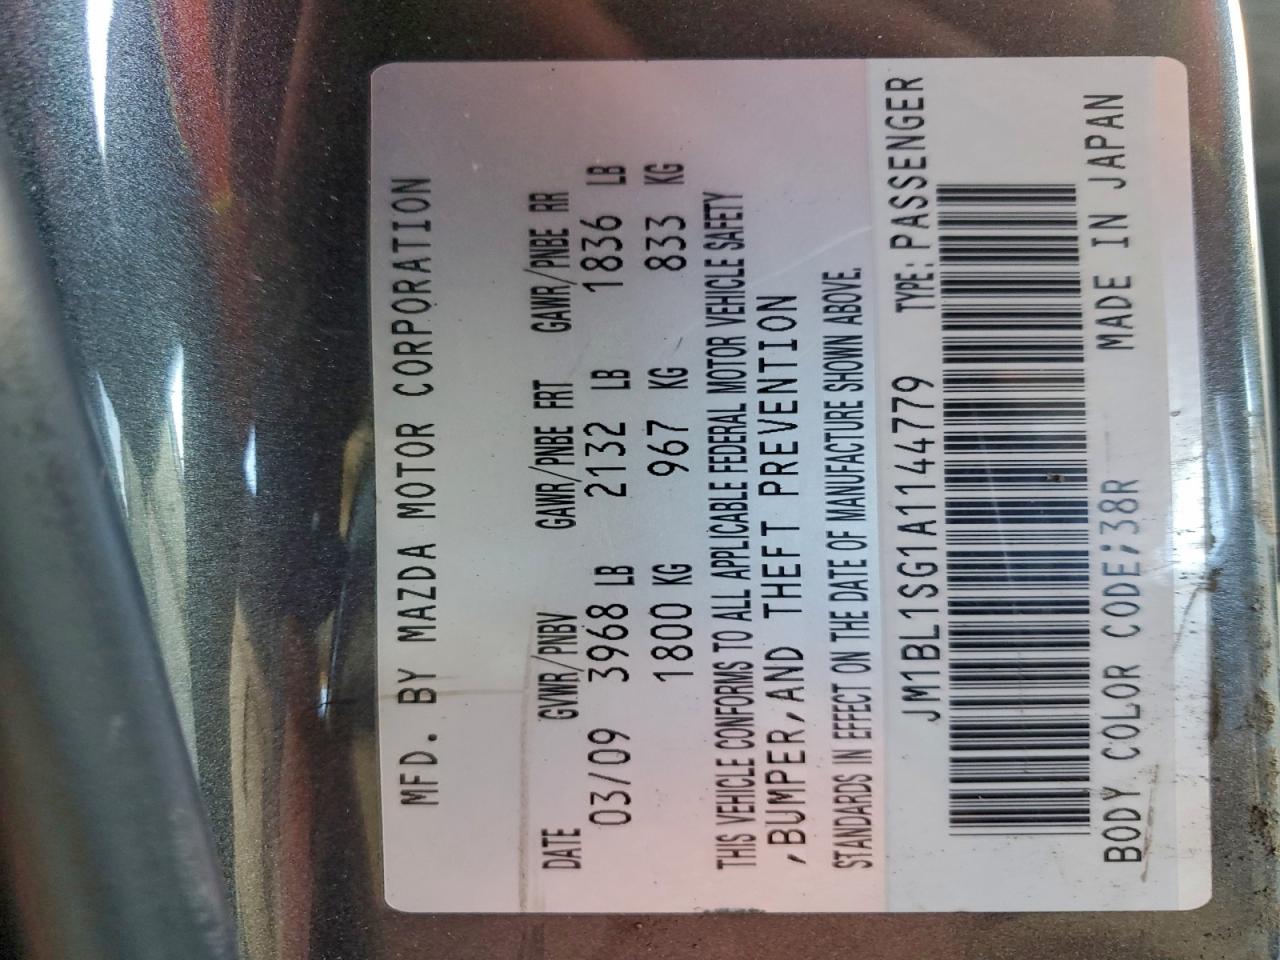 MFD. BY MAZDA MOTOR CORPORATION
DATE GVWR/PNBV GAWR/PNBE FRT GAWR/PNBE RR
03/09 3968 LB 2132 LB 1836 LB
1800 KG 967 KG 833 KG
THIS VEHICLE CONFORMS TO ALL APPLICABLE FEDERAL MOTOR VEHICLE SAFETY
,BUMPER,AND THEFT PREVENTION
STANDARDS IN EFFECT ON THE DATE OF MANUFACTURE SHOWN ABOVE.
JM1BL1SG1A1144779 TYPE:PASSENGER
BODY COLOR CODE;38R MADE IN JAPAN